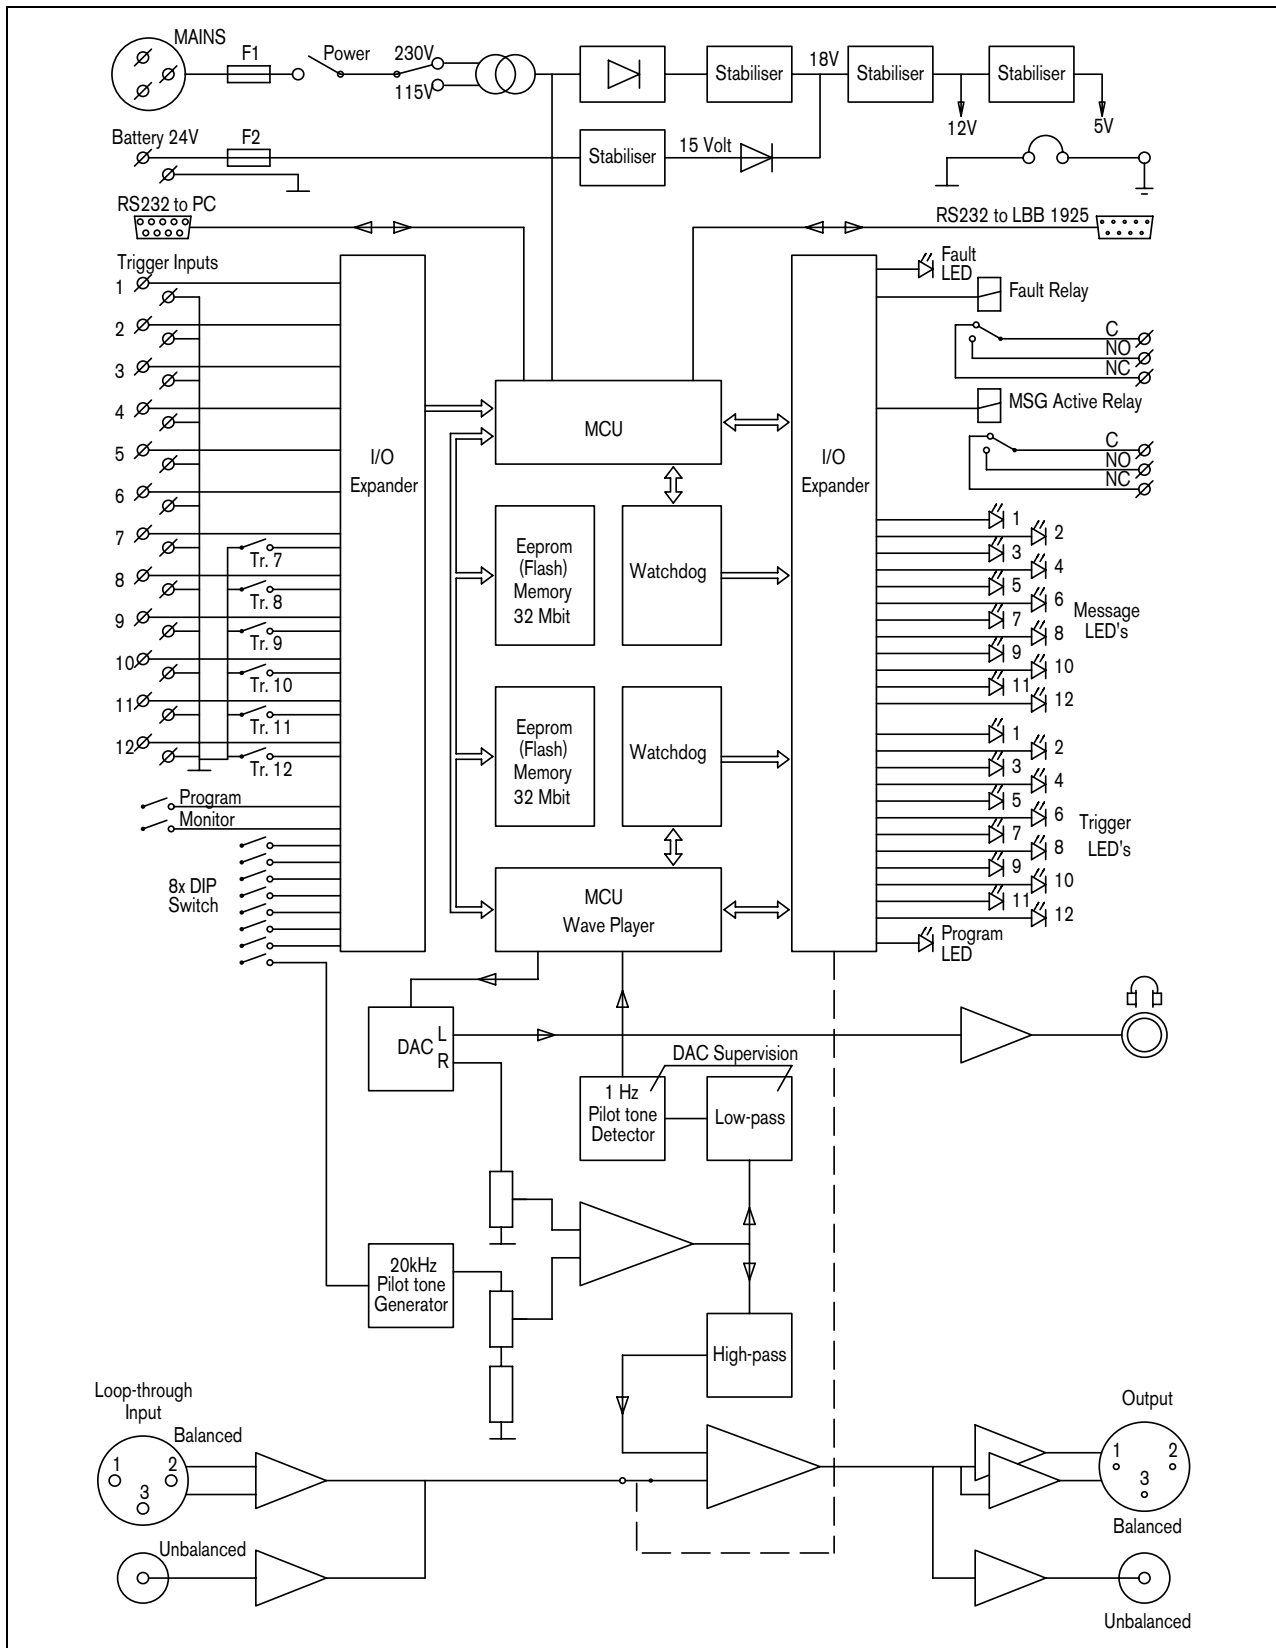 MAINS
F1
Power
230V
115V
Stabiliser
18V
Stabiliser
Stabiliser
12V
5V
Battery 24V
F2
Stabiliser
15 Volt
RS232 to PC
RS232 to LBB 1925
Trigger Inputs
1
2
3
4
5
6
7
8
9
10
11
12
Tr. 7
Tr. 8
Tr. 9
Tr. 10
Tr. 11
Tr. 12
Program
Monitor
8x DIP
Switch
I/O
Expander
MCU
Eeprom
(Flash)
Memory
32 Mbit
Watchdog
Eeprom
(Flash)
Memory
32 Mbit
Watchdog
MCU
Wave Player
I/O
Expander
Fault
LED
Fault Relay
C
NO
NC
MSG Active Relay
C
NO
NC
1
2
3
4
5
6
7
8
9
10
11
12
Message
LED's
1
2
3
4
5
6
7
8
9
10
11
12
Trigger
LED's
Program
LED
DAC
L
R
DAC Supervision
1 Hz
Pilot tone
Detector
Low-pass
20kHz
Pilot tone
Generator
High-pass
Loop-through
Input
Balanced
1
2
3
Unbalanced
Output
1
2
3
Balanced
Unbalanced